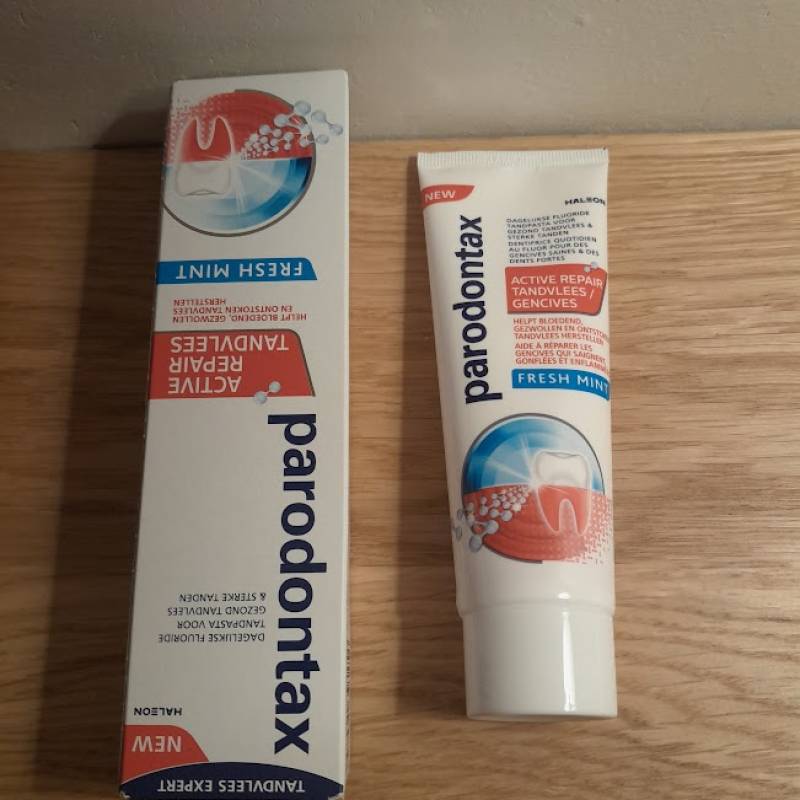 TANDVLEES EXPERT
NEW
HALEON
DAGELIJKSE FLUORIDE
TANDPASTA VOOR
GEZOND TANDVLEES
& STERKE TANDEN
parodontax
ACTIVE
REPAIR
TANDVLEES
HELPT BLOEDEND, GEZWOLLEN
EN ONTSTOKEN TANDVLEES
HERSTELLEN
FRESH MINT
NEW
HALEON
parodontax
DAGELIJKSE FLUORIDE
TANDPASTA VOOR
GEZOND TANDVLEES &
STERKE TANDEN
DENTIFRICE QUOTIDIEN
AU FLUOR POUR DES
GENCIVES SAINES & DES
DENTS FORTES
ACTIVE REPAIR
TANDVLEES /
GENCIVES
HELPT BLOEDEND,
GEZWOLLEN EN ONTSTOK
TANDVLEES HERSTELLEN
AIDE À RÉPARER LES
GENCIVES QUI SAIGNENT,
GONFLÉES ET ENFLAMM
FRESH MINT